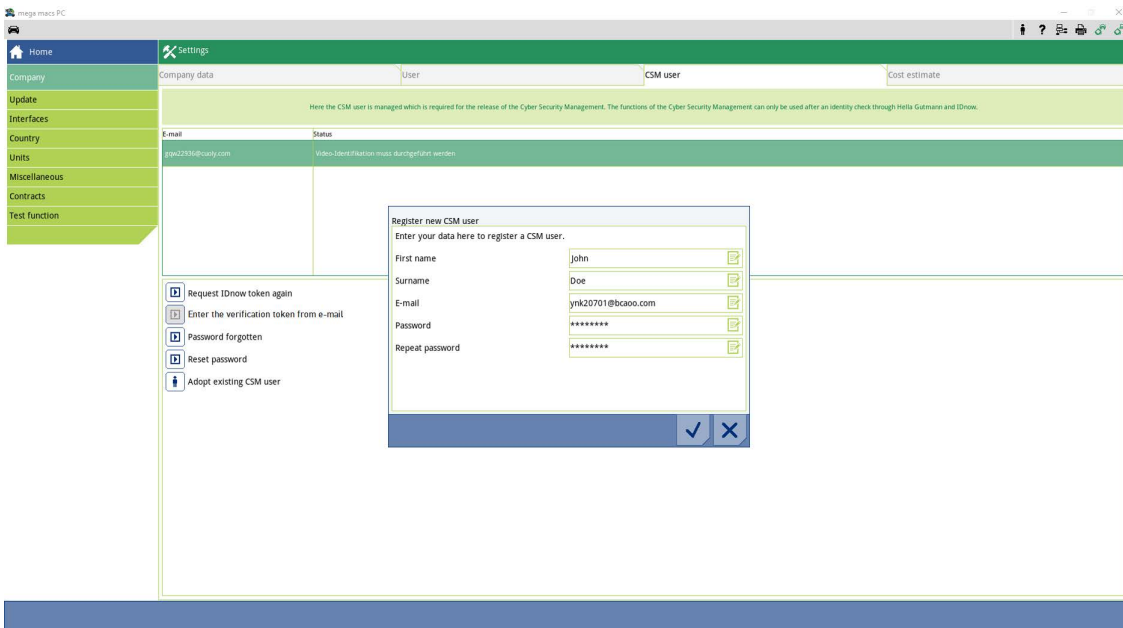 mega macs PC
Home
Settings
Company
Company data
User
CSM user
Cost estimate
Update
Interfaces
Country
Units
Miscellaneous
Contracts
Test function
Here the CSM user is managed which is required for the release of the Cyber Security Management. The functions of the Cyber Security Management can only be used after an identity check through Hella Gutmann and IDnow.
E-mail
Status
gqw22936@cuoly.com
Video-Identifikation muss durchgeführt werden
Register new CSM user
Enter your data here to register a CSM user.
First name
John
Surname
Doe
E-mail
ynk20701@bcaoo.com
Password
********
Repeat password
********
Request IDnow token again
Enter the verification token from e-mail
Password forgotten
Reset password
Adopt existing CSM user